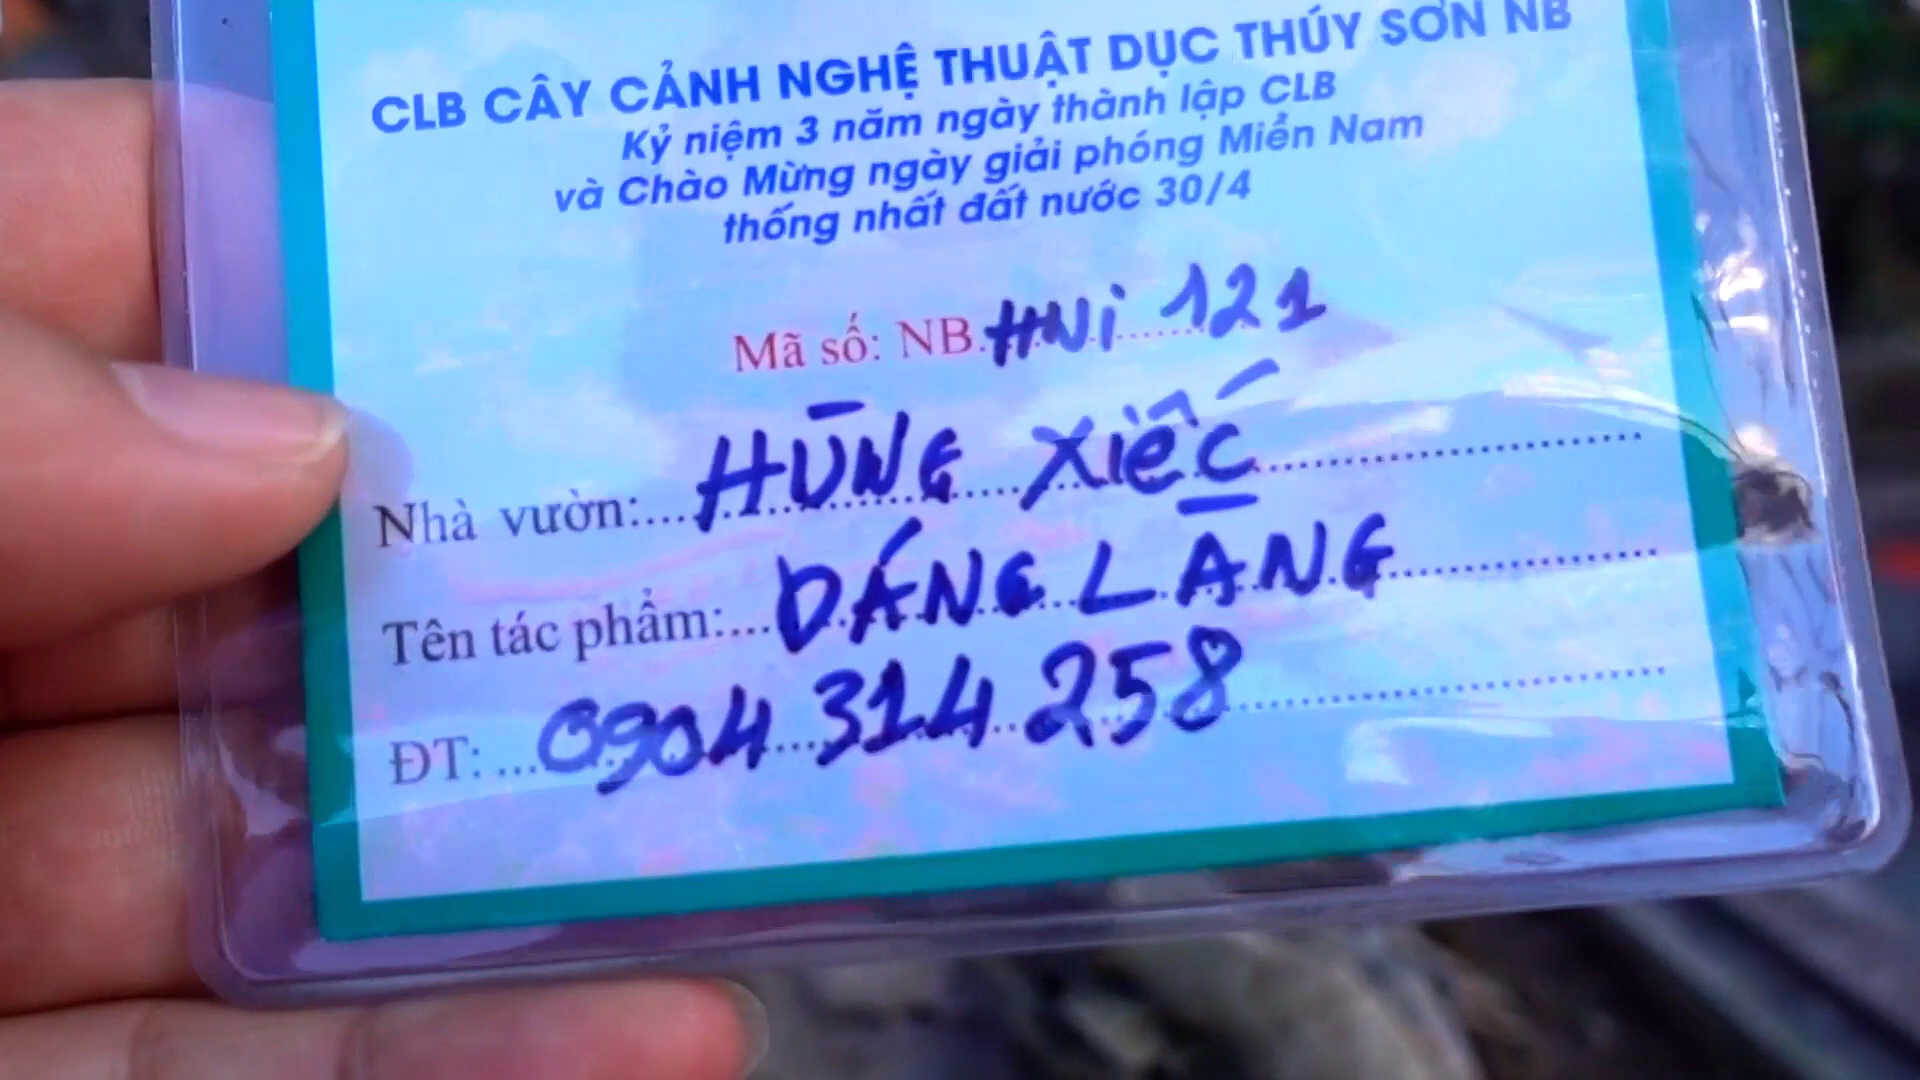 CLB CÂY CẢNH NGHỆ THUẬT DỤC THÚY SƠN NB
Kỷ niệm 3 năm ngày thành lập CLB
và Chào Mừng ngày giải phóng Miền Nam
thống nhất đất nước 30/4
Mã số: NB. HNi 121
Nhà vườn: HÙNG XIẾC
Tên tác phẩm: DÁNG LÀNG
ĐT: 0904 314 258